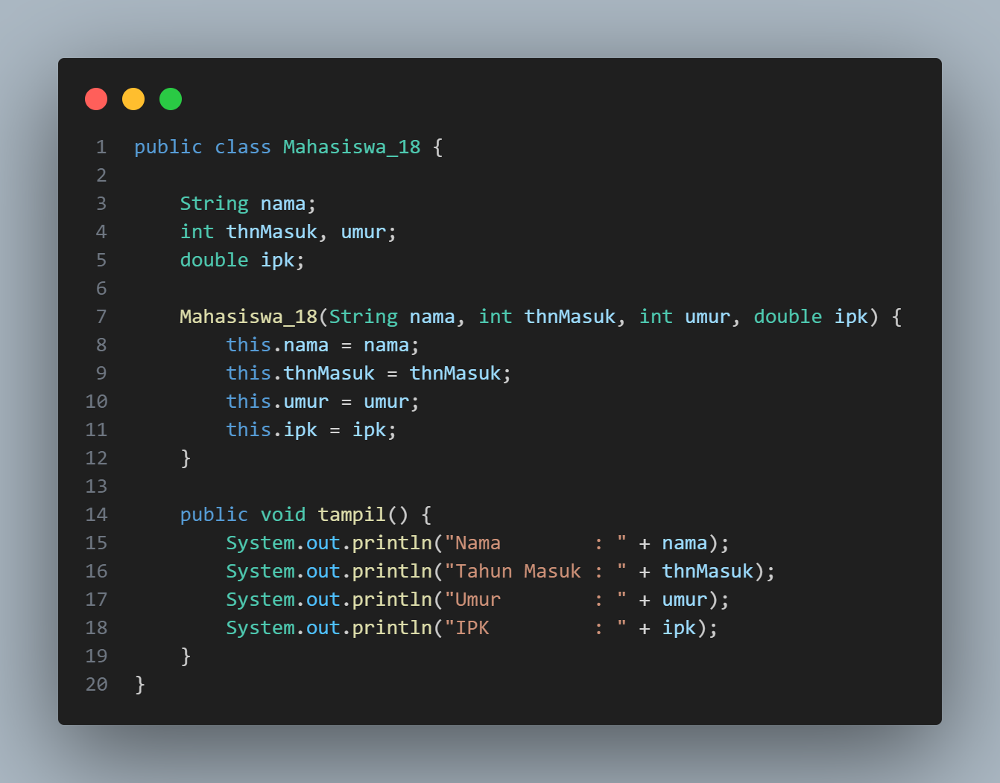 1 public class Mahasiswa_18 {
2
3     String nama;
4     int thnMasuk, umur;
5     double ipk;
6
7     Mahasiswa_18(String nama, int thnMasuk, int umur, double ipk) {
8         this.nama = nama;
9         this.thnMasuk = thnMasuk;
10         this.umur = umur;
11         this.ipk = ipk;
12     }
13
14     public void tampil() {
15         System.out.println("Nama        : " + nama);
16         System.out.println("Tahun Masuk : " + thnMasuk);
17         System.out.println("Umur        : " + umur);
18         System.out.println("IPK         : " + ipk);
19     }
20 }